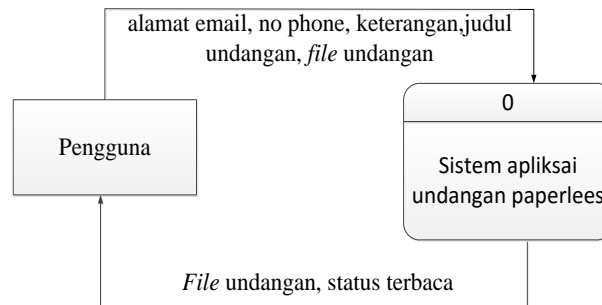 alamat email, no phone, keterangan,judul
undangan, file undangan
0
Pengguna
Sistem apliksai
undangan paperlees
File undangan, status terbaca